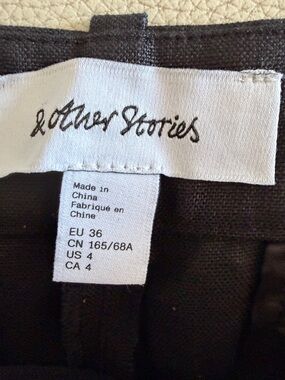 & Other Stories
Made in
China
Fabriqué en
Chine
EU 36
CN 165/68A
US 4
CA 4